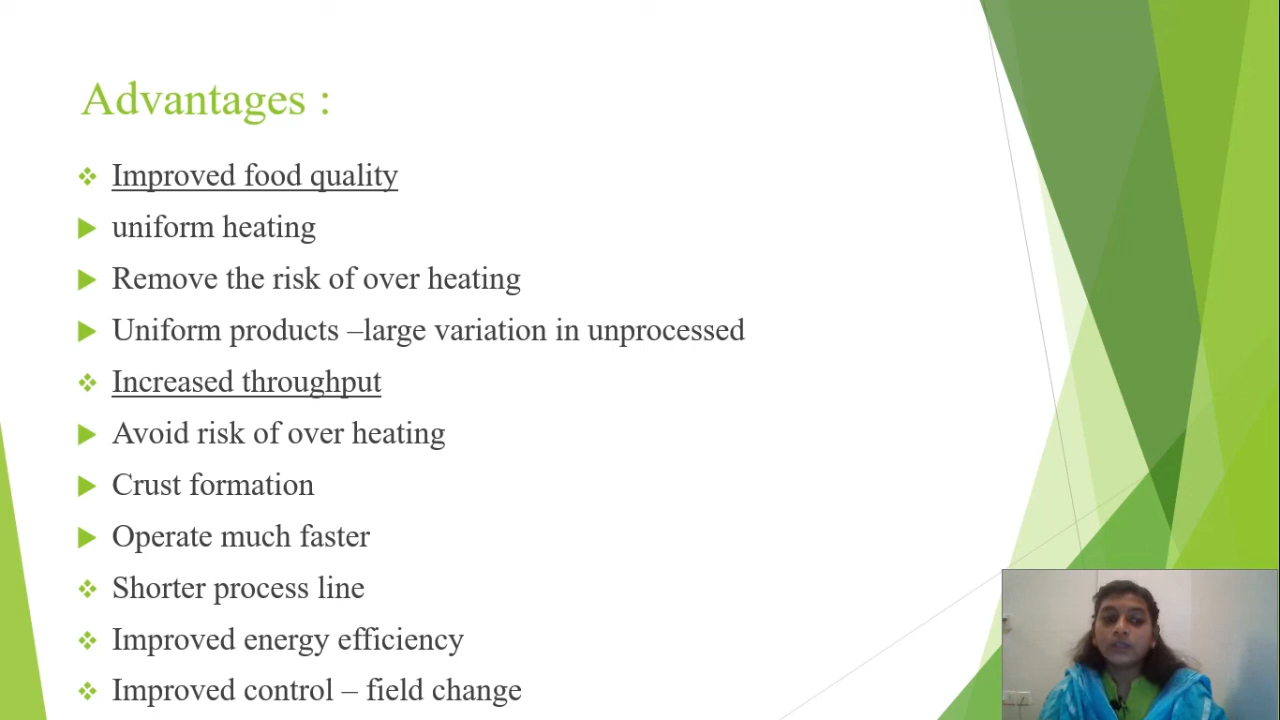 Advantages :
Improved food quality
uniform heating
Remove the risk of over heating
Uniform products –large variation in unprocessed
Increased throughput
Avoid risk of over heating
Crust formation
Operate much faster
Shorter process line
Improved energy efficiency
Improved control – field change